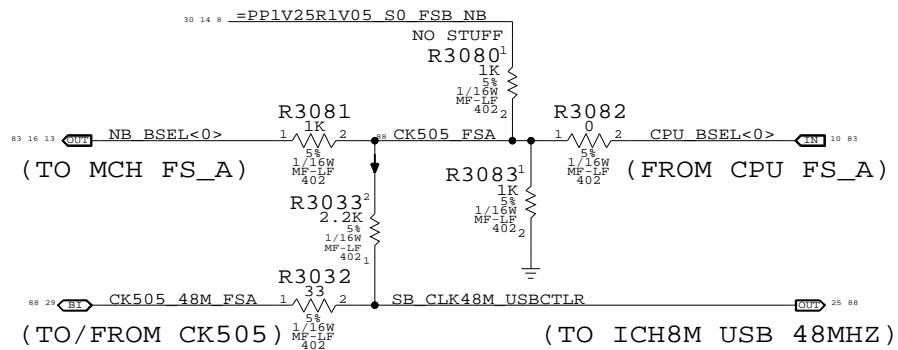 30 14 8 =PP1V25R1V05_S0_FSB_NB
NO STUFF
R3080 1
1K
5%
1/16W
MF-LF
402 2
R3081
1K
1 2
5%
1/16W
MF-LF
402
R3082
0
1 2
5%
1/16W
MF-LF
402
83 16 13 OUT NB_BSEL<0>
88 CK505_FSA
CPU_BSEL<0> IN 10 83
(TO MCH FS_A)
(FROM CPU FS_A)
R3083 1
1K
5%
1/16W
MF-LF
402 2
R3033 2
2.2K
5%
1/16W
MF-LF
402 1
R3032
33
1 2
5%
1/16W
MF-LF
402
88 29 BI CK505_48M_FSA
SB_CLK48M_USBCTLR OUT 25 88
(TO/FROM CK505)
(TO ICH8M USB 48MHZ)